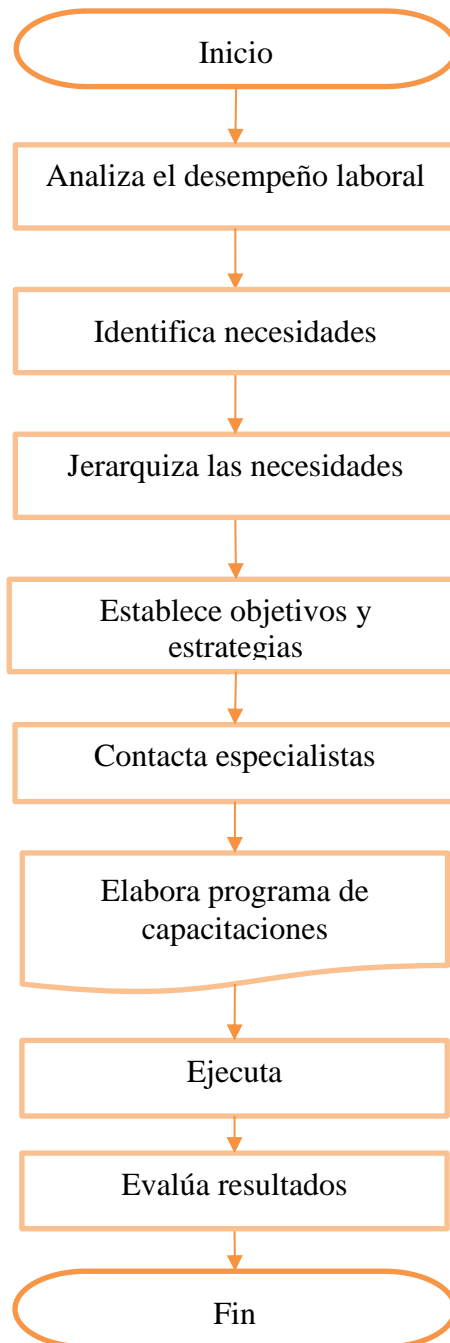 Inicio
Analiza el desempeño laboral
Identifica necesidades
Jerarquiza las necesidades
Establece objetivos y
estrategias
Contacta especialistas
Elabora programa de
capacitaciones
Ejecuta
Evalúa resultados
Fin